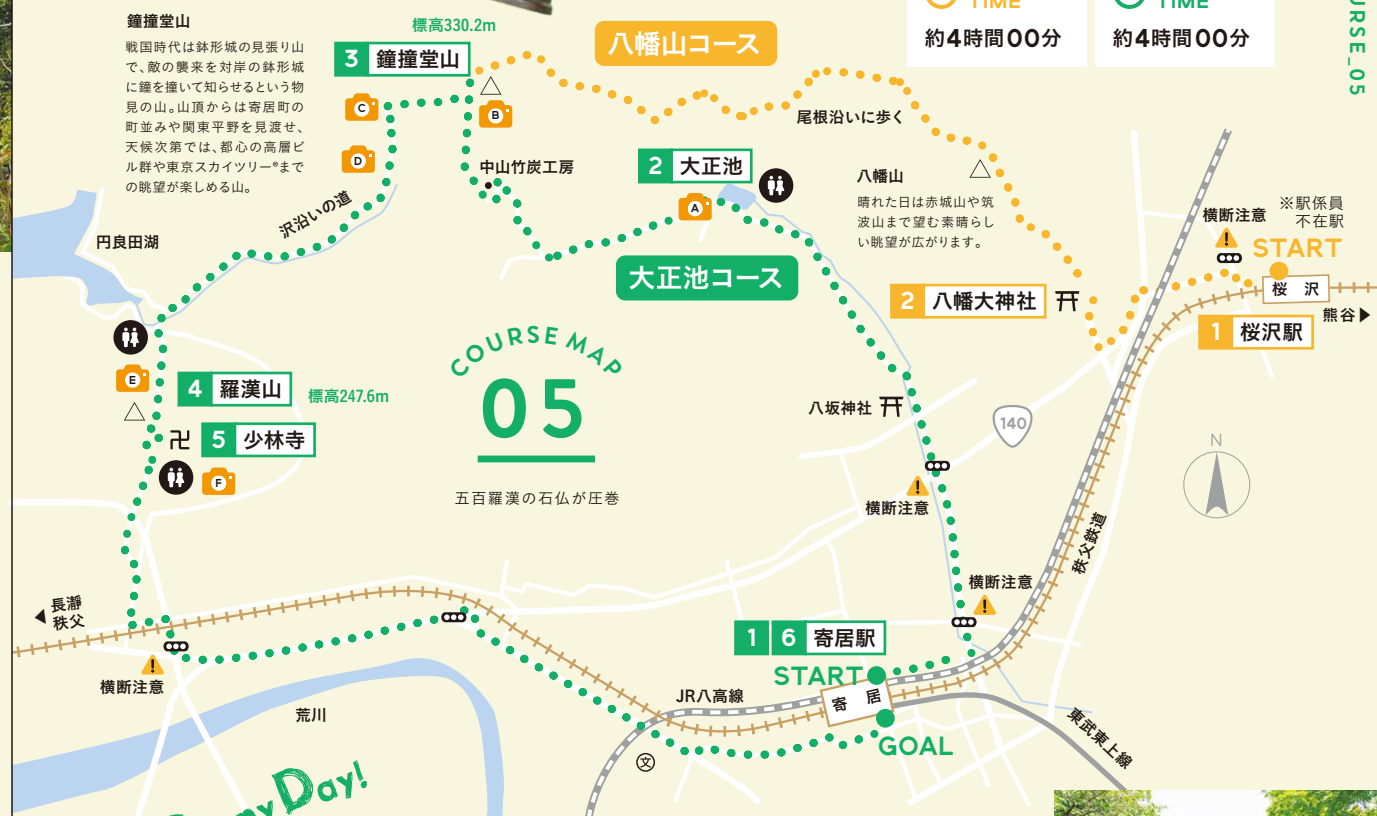 鐘撞堂山
戦国時代は鉢形城の見張り山
で、敵の襲来を対岸の鉢形城
に鐘を撞いて知らせるという物
見の山。山頂からは寄居町の
町並みや関東平野を見渡せ、
天候次第では、都心の高層ビ
ル群や東京スカイツリー®まで
の眺望が楽しめる山。
標高330.2m
3 鐘撞堂山
八幡山コース
TIME
約4時間00分
TIME
約4時間00分
URSE_05
C
B
D
尾根沿いに歩く
中山竹炭工房
2 大正池
A
八幡山
晴れた日は赤城山や筑
波山まで望む素晴らし
い眺望が広がります。
沢沿いの道
円良田湖
大正池コース
横断注意
※駅係員
不在駅
START
桜 沢
熊谷▶
2 八幡大神社
1 桜沢駅
COURSE MAP
05
五百羅漢の石仏が圧巻
E
4 羅漢山
標高247.6m
卍 5 少林寺
F
八坂神社
140
N
横断注意
秩父鉄道
横断注意
◀長瀞
秩父
横断注意
荒川
1 6 寄居駅
START
寄 居
JR八高線
GOAL
東武東上線
文
ny Day!